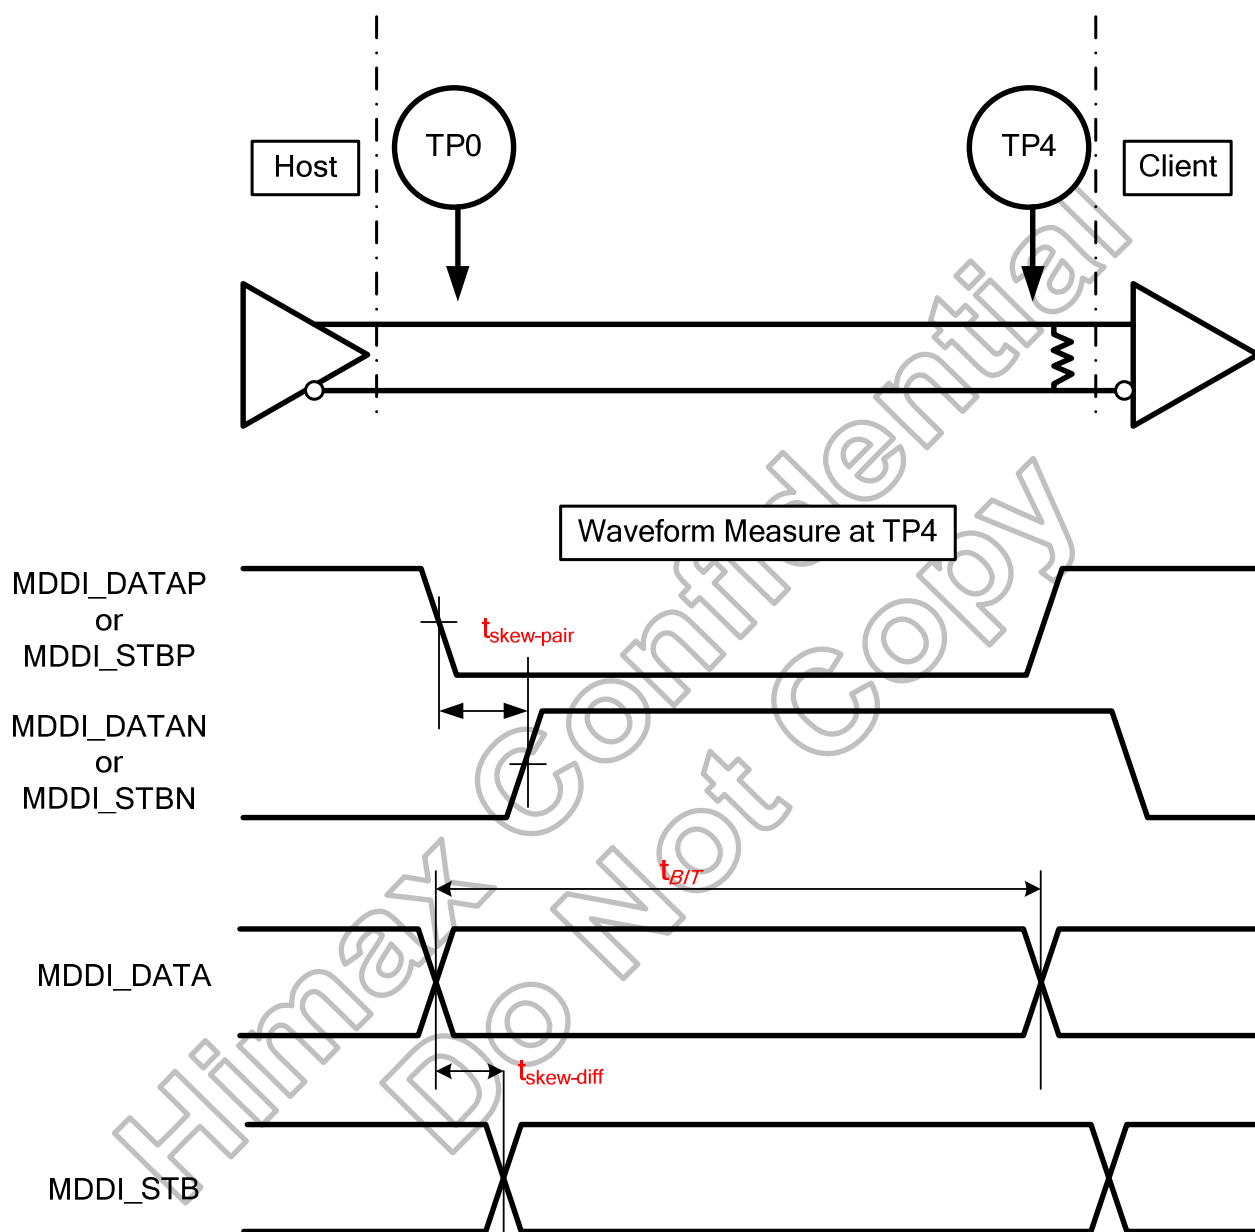 TP0
TP4
Host
Client
Waveform Measure at TP4
MDDI_DATAP
or
MDDI_STBP
tskew-pair
MDDI_DATAN
or
MDDI_STBN
tBIT
MDDI_DATA
tskew-diff
MDDI_STB
Himax Confidential
Do Not Copy